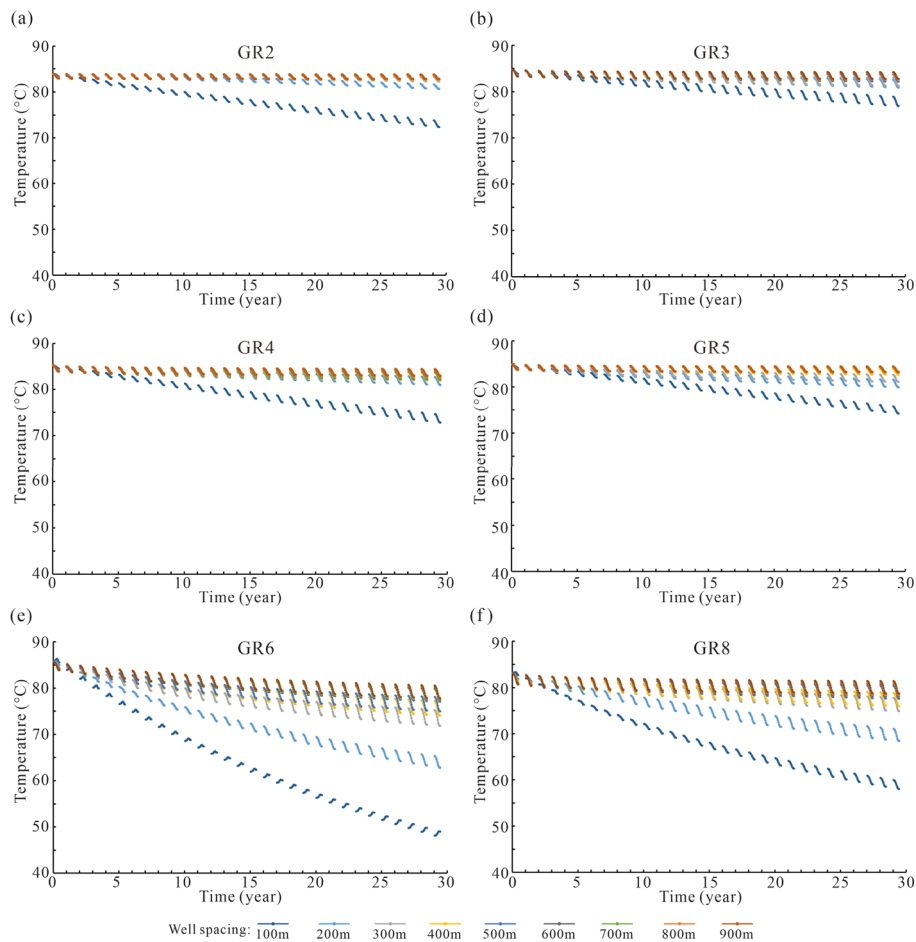 (a)
GR2
Temperature (°C)
90
80
70
60
50
40
0 5 10 15 20 25 30
Time (year)
(b)
GR3
Temperature (°C)
90
80
70
60
50
40
0 5 10 15 20 25 30
Time (year)
(c)
GR4
Temperature (°C)
90
80
70
60
50
40
0 5 10 15 20 25 30
Time (year)
(d)
GR5
Temperature (°C)
90
80
70
60
50
40
0 5 10 15 20 25 30
Time (year)
(e)
GR6
Temperature (°C)
90
80
70
60
50
40
0 5 10 15 20 25 30
Time (year)
(f)
GR8
Temperature (°C)
90
80
70
60
50
40
0 5 10 15 20 25 30
Time (year)
Well spacing: 100m 200m 300m 400m 500m 600m 700m 800m 900m